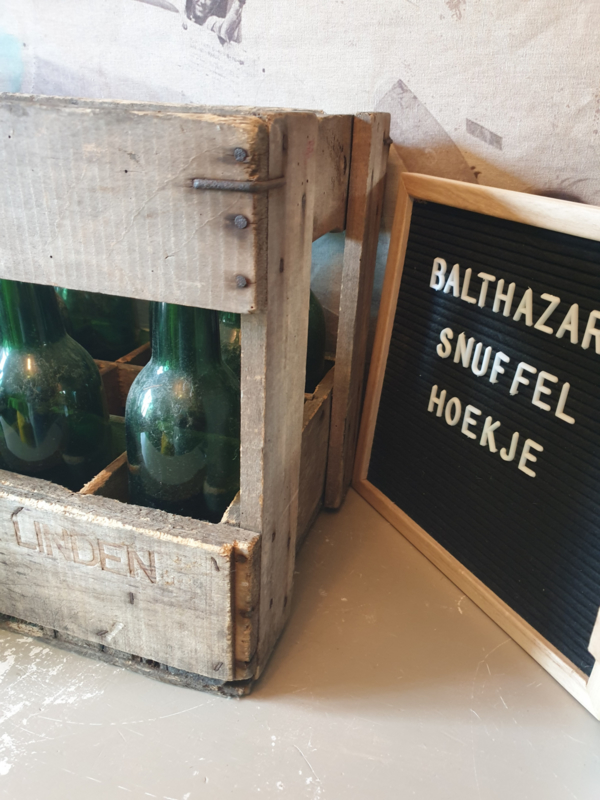 LINDEN
BALTHAZAR
SNUFFEL
HOEKJE